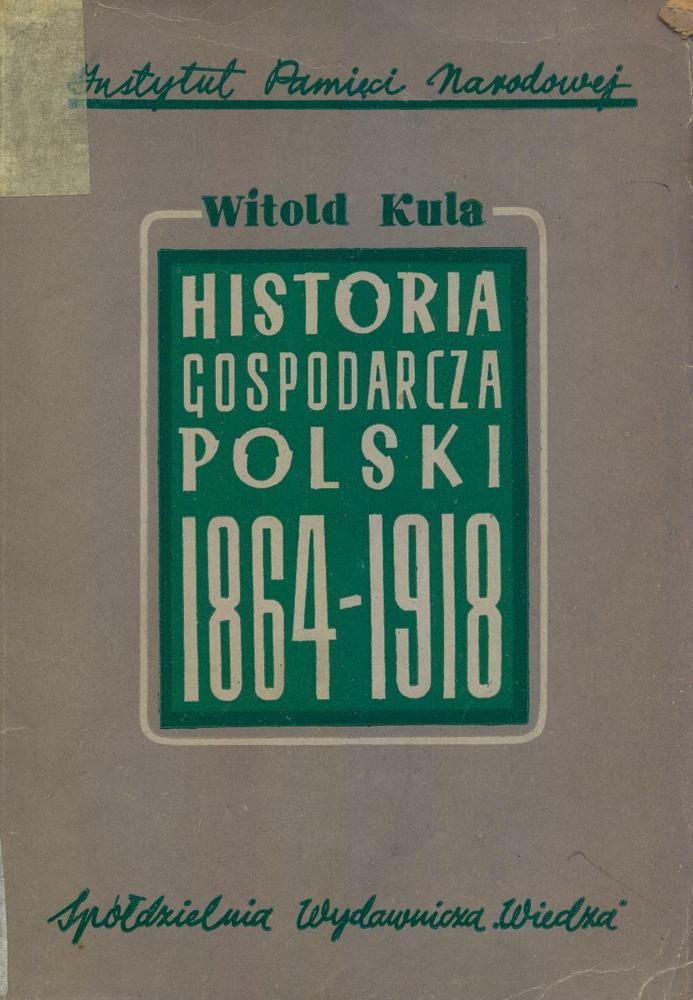 Instytut Pamięci Narodowej
Witold Kula
HISTORIA
GOSPODARCZA
POLSKI
1864-1918
Spółdzielnia Wydawnicza „Wiedza"